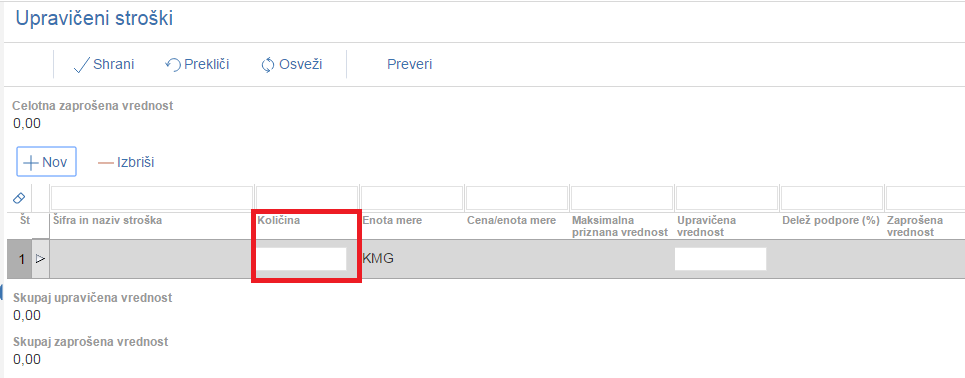 Upravičeni stroški
Shrani Prekliči Osveži Preveri
Celotna zaprošena vrednost
0,00
Nov Izbriši
Št Šifra in naziv stroška Količina Enota mere Cena/enota mere Maksimalna priznana vrednost Upravičena vrednost Delež podpore (%) Zaprošena vrednost
1 KMG
Skupaj upravičena vrednost
0,00
Skupaj zaprošena vrednost
0,00